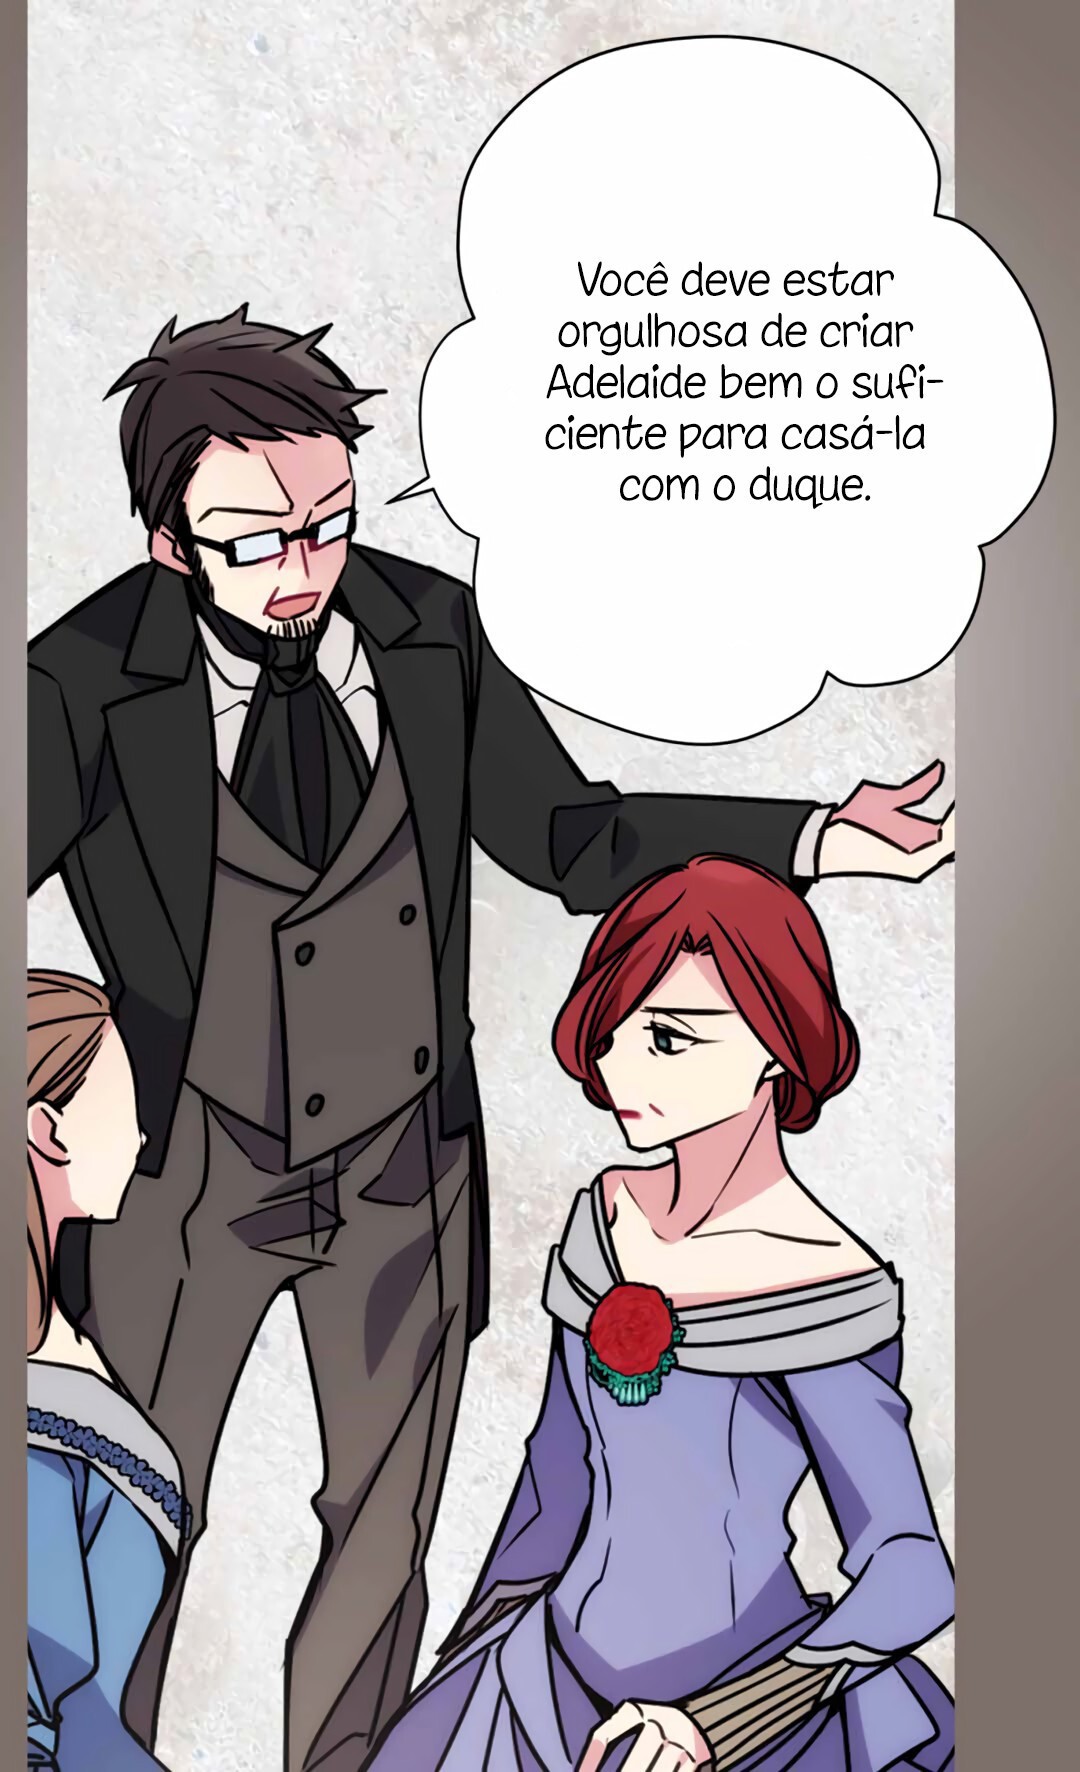 Você deve estar
orgulhosa de criar
Adelaide bem o sufi-
ciente para casá-la
com o duque.